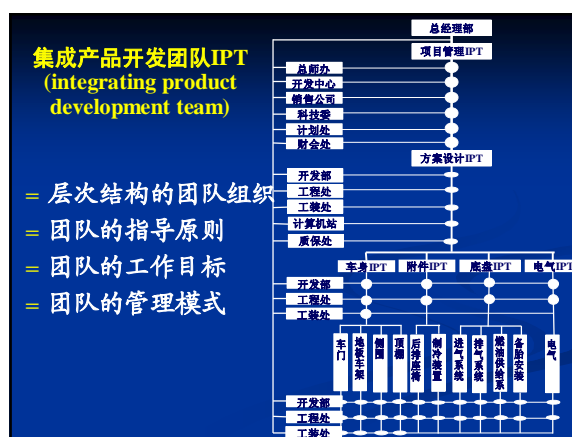 集成产品开发团队IPT
(integrating product
development team)
= 层次结构的团队组织
= 团队的指导原则
= 团队的工作目标
= 团队的管理模式
总经理部
项目管理IPT
总师办
开发中心
销售公司
科技委
计划处
财会处
方案设计IPT
开发部
工程处
工装处
计算机站
质保处
车身IPT
附件IPT
底盘IPT
电气IPT
开发部
工程处
工装处
车门
地板车架
侧围
顶棚
后排座椅
制冷装置
进气系统
排气系统
燃油供给系
备胎安装
电气
开发部
工程处
工装处